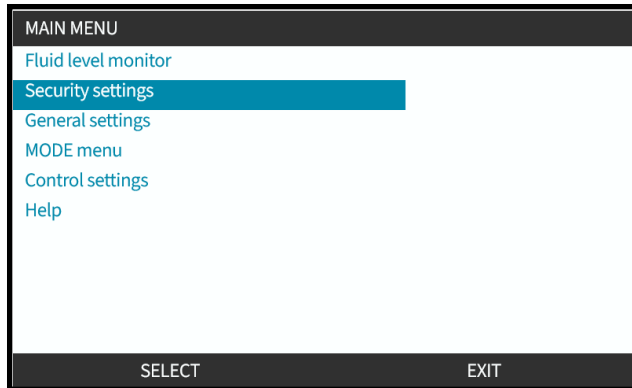 MAIN MENU
Fluid level monitor
Security settings
General settings
MODE menu
Control settings
Help
SELECT EXIT